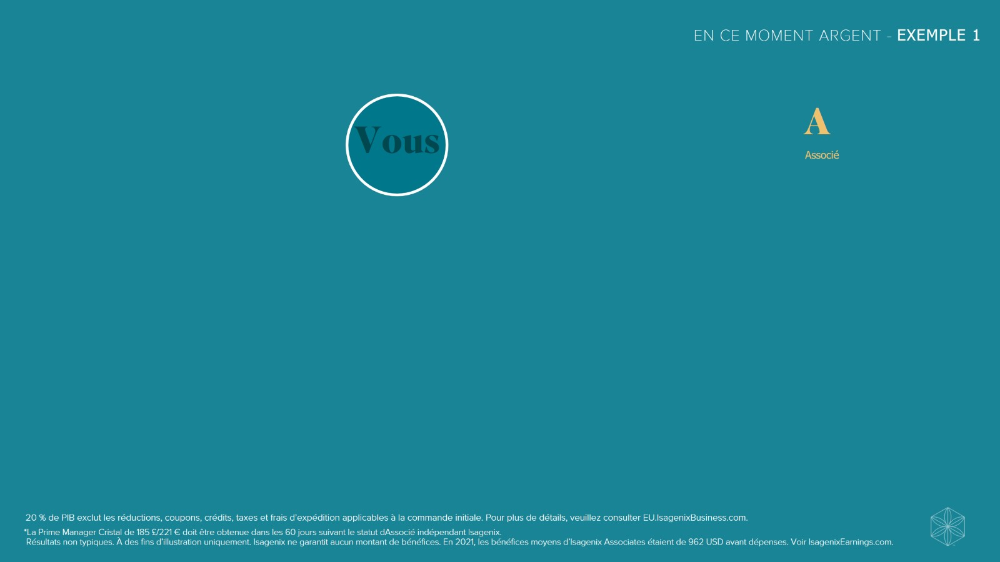 EN CE MOMENT ARGENT - EXEMPLE 1
Vous
A
Associé
20 % de PIB exclut les réductions, coupons, crédits, taxes et frais d'expédition applicables à la commande initiale. Pour plus de détails, veuillez consulter EU.IsagenixBusiness.com.
*La Prime Manager Cristal de 185 £/221 € doit être obtenue dans les 60 jours suivant le statut dAssocié indépendant Isagenix.
Résultats non typiques. À des fins d'illustration uniquement. Isagenix ne garantit aucun montant de bénéfices. En 2021, les bénéfices moyens d'Isagenix Associates étaient de 962 USD avant dépenses. Voir IsagenixEarnings.com.